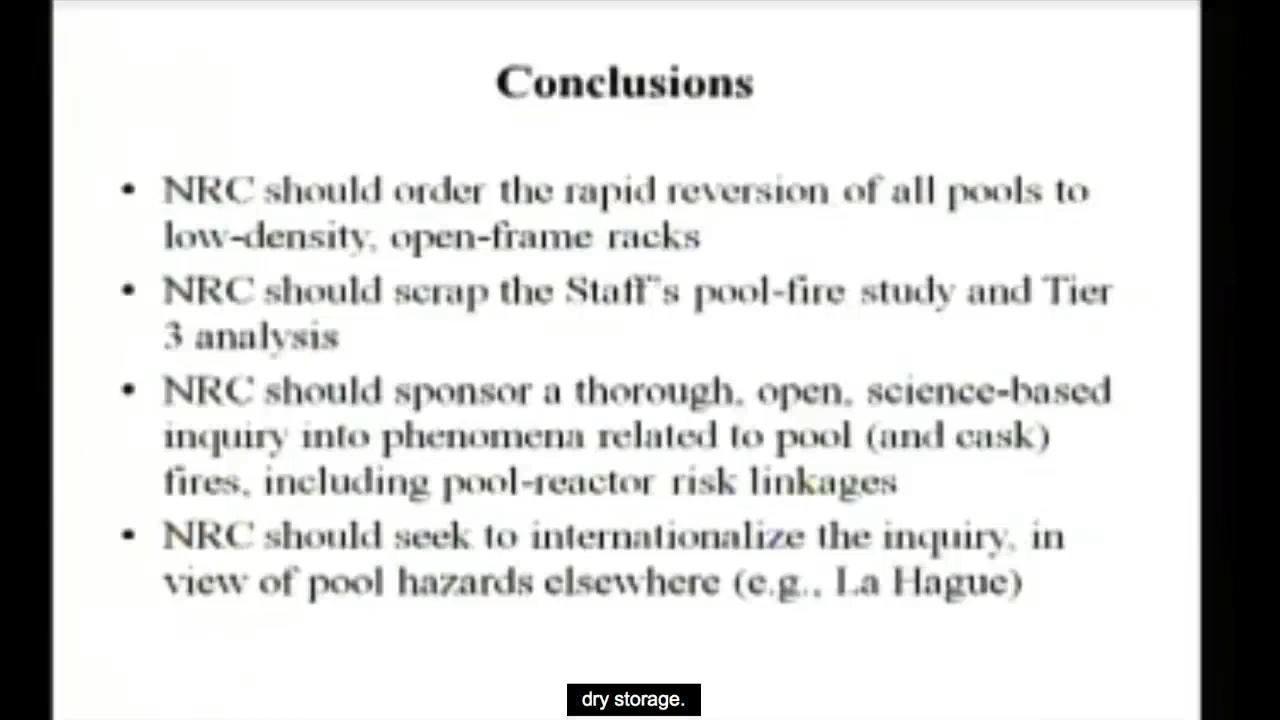 Conclusions
• NRC should order the rapid reversion of all pools to
low-density, open-frame racks
• NRC should scrap the Staff"s pool-fire study and Tier
3 analysis
• NRC should sponsor a thorough, open, science-based
inquiry into phenomena related to pool (and cask)
fires, including pool-reactor risk linkages
• NRC should seek to internationalize the inquiry, in
view of pool hazards elsewhere (e.g., La Hague)
dry storage.